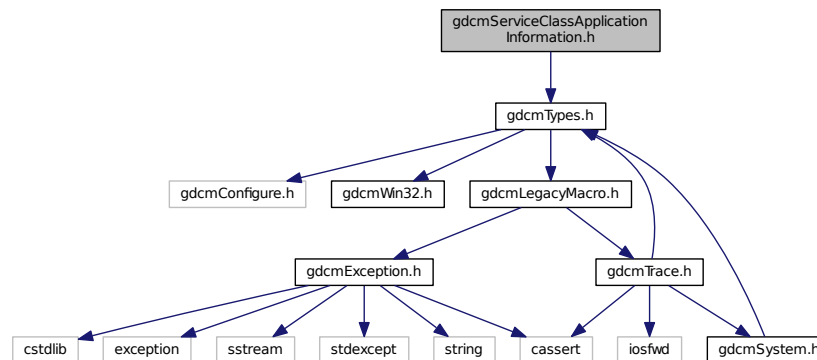 gdcmServiceClassApplication
Information.h
gdcmTypes.h
gdcmConfigure.h
gdcmWin32.h
gdcmLegacyMacro.h
gdcmException.h
gdcmTrace.h
cstdlib
exception
sstream
stdexcept
string
cassert
iosfwd
gdcmSystem.h